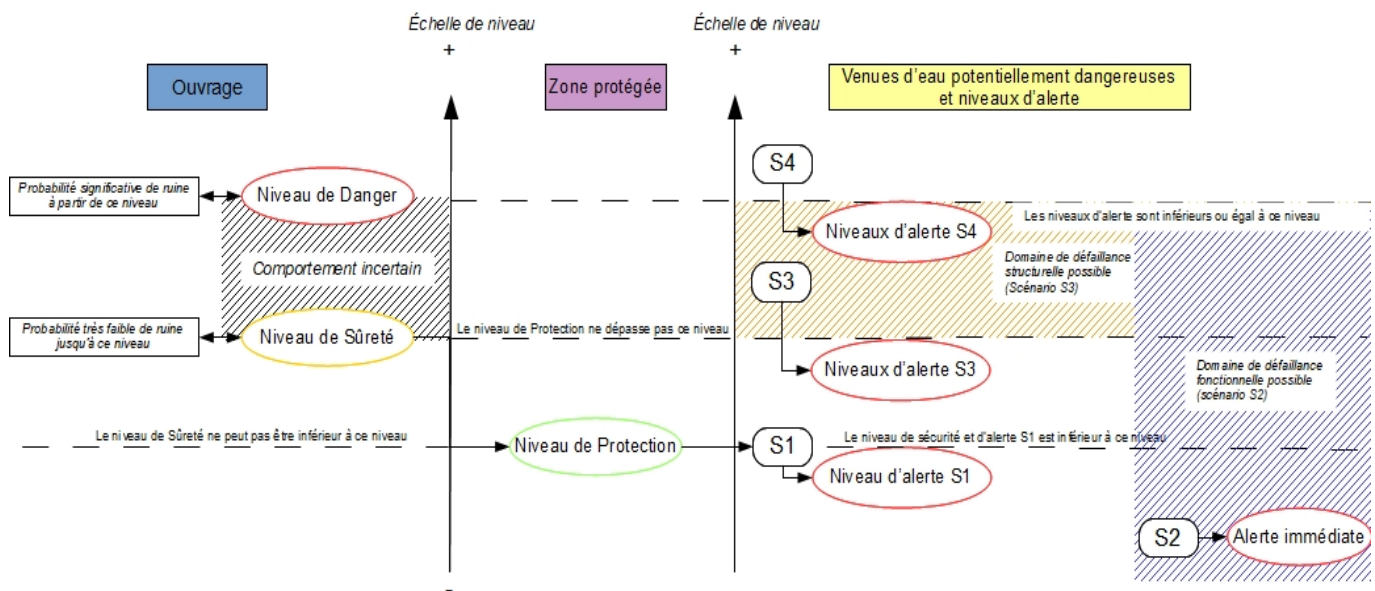 Échelle de niveau
+
Échelle de niveau
+
Ouvrage
Zone protégée
Venues d'eau potentiellement dangereuses
et niveaux d'alerte
S4
Probabilité significative de ruine
à partir de ce niveau
Niveau de Danger
Les niveaux d'alerte sont inférieurs ou égal à ce niveau
Niveaux d'alerte S4
Comportement incertain
S3
Domaine de défaillance
structurelle possible
(Scénario S3)
Probabilité très faible de ruine
jusqu'à ce niveau
Niveau de Sûreté
Le niveau de Protection ne dépasse pas ce niveau
Niveaux d'alerte S3
Domaine de défaillance
fonctionnelle possible
(scénario S2)
Le niveau de Sûreté ne peut pas être inférieur à ce niveau
Niveau de Protection
S1
Le niveau de sécurité et d'alerte S1 est inférieur à ce niveau
Niveau d'alerte S1
S2
Alerte immédiate
-